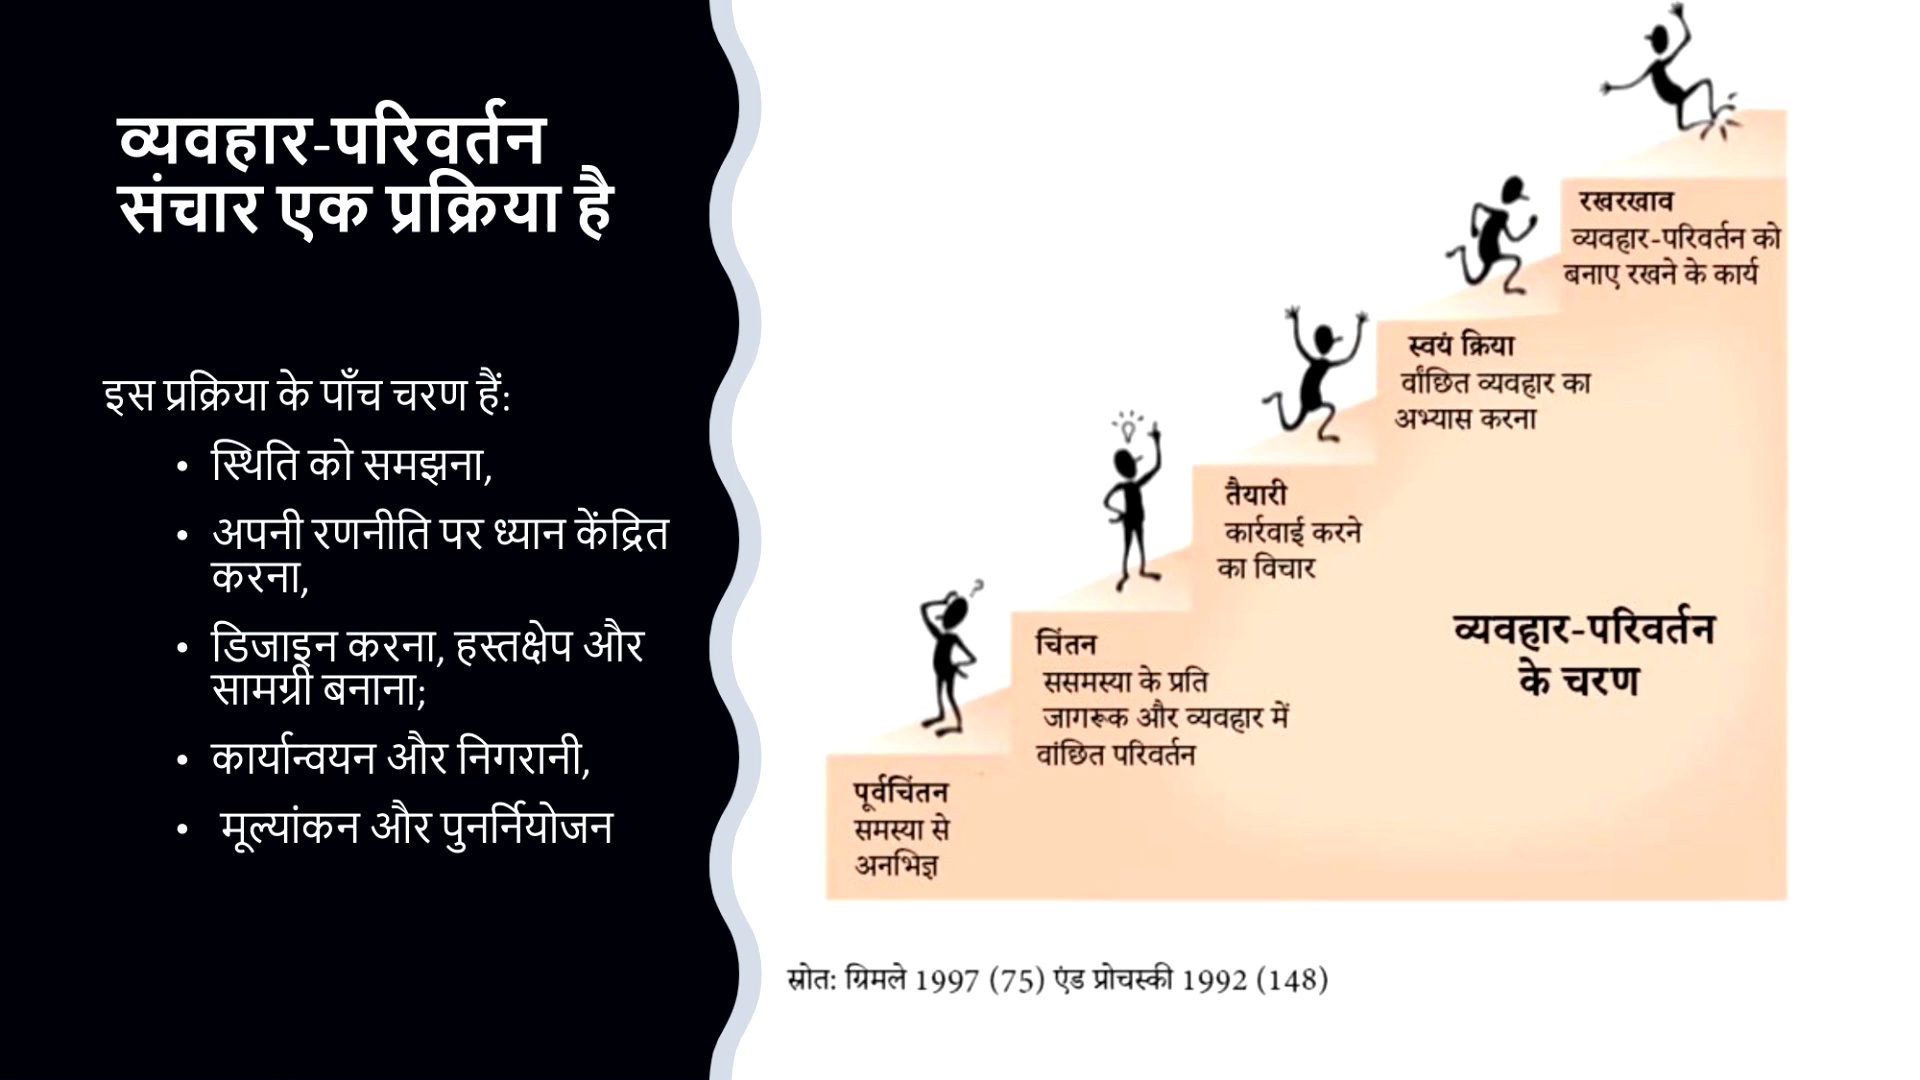 व्यवहार-परिवर्तन
संचार एक प्रक्रिया है
इस प्रक्रिया के पाँच चरण हैं:
• स्थिति को समझना,
• अपनी रणनीति पर ध्यान केंद्रित
करना,
• डिजाइन करना, हस्तक्षेप और
सामग्री बनाना;
• कार्यान्वयन और निगरानी,
• मूल्यांकन और पुनर्नियोजन
रखरखाव
व्यवहार-परिवर्तन को
बनाए रखने के कार्य
स्वयं क्रिया
र्वांछित व्यवहार का
अभ्यास करना
तैयारी
कार्रवाई करने
का विचार
चिंतन
ससमस्या के प्रति
जागरूक और व्यवहार में
वांछित परिवर्तन
पूर्वचिंतन
समस्या से
अनभिज्ञ
व्यवहार-परिवर्तन
के चरण
स्रोत: ग्रिमले 1997 (75) एंड प्रोचस्की 1992 (148)